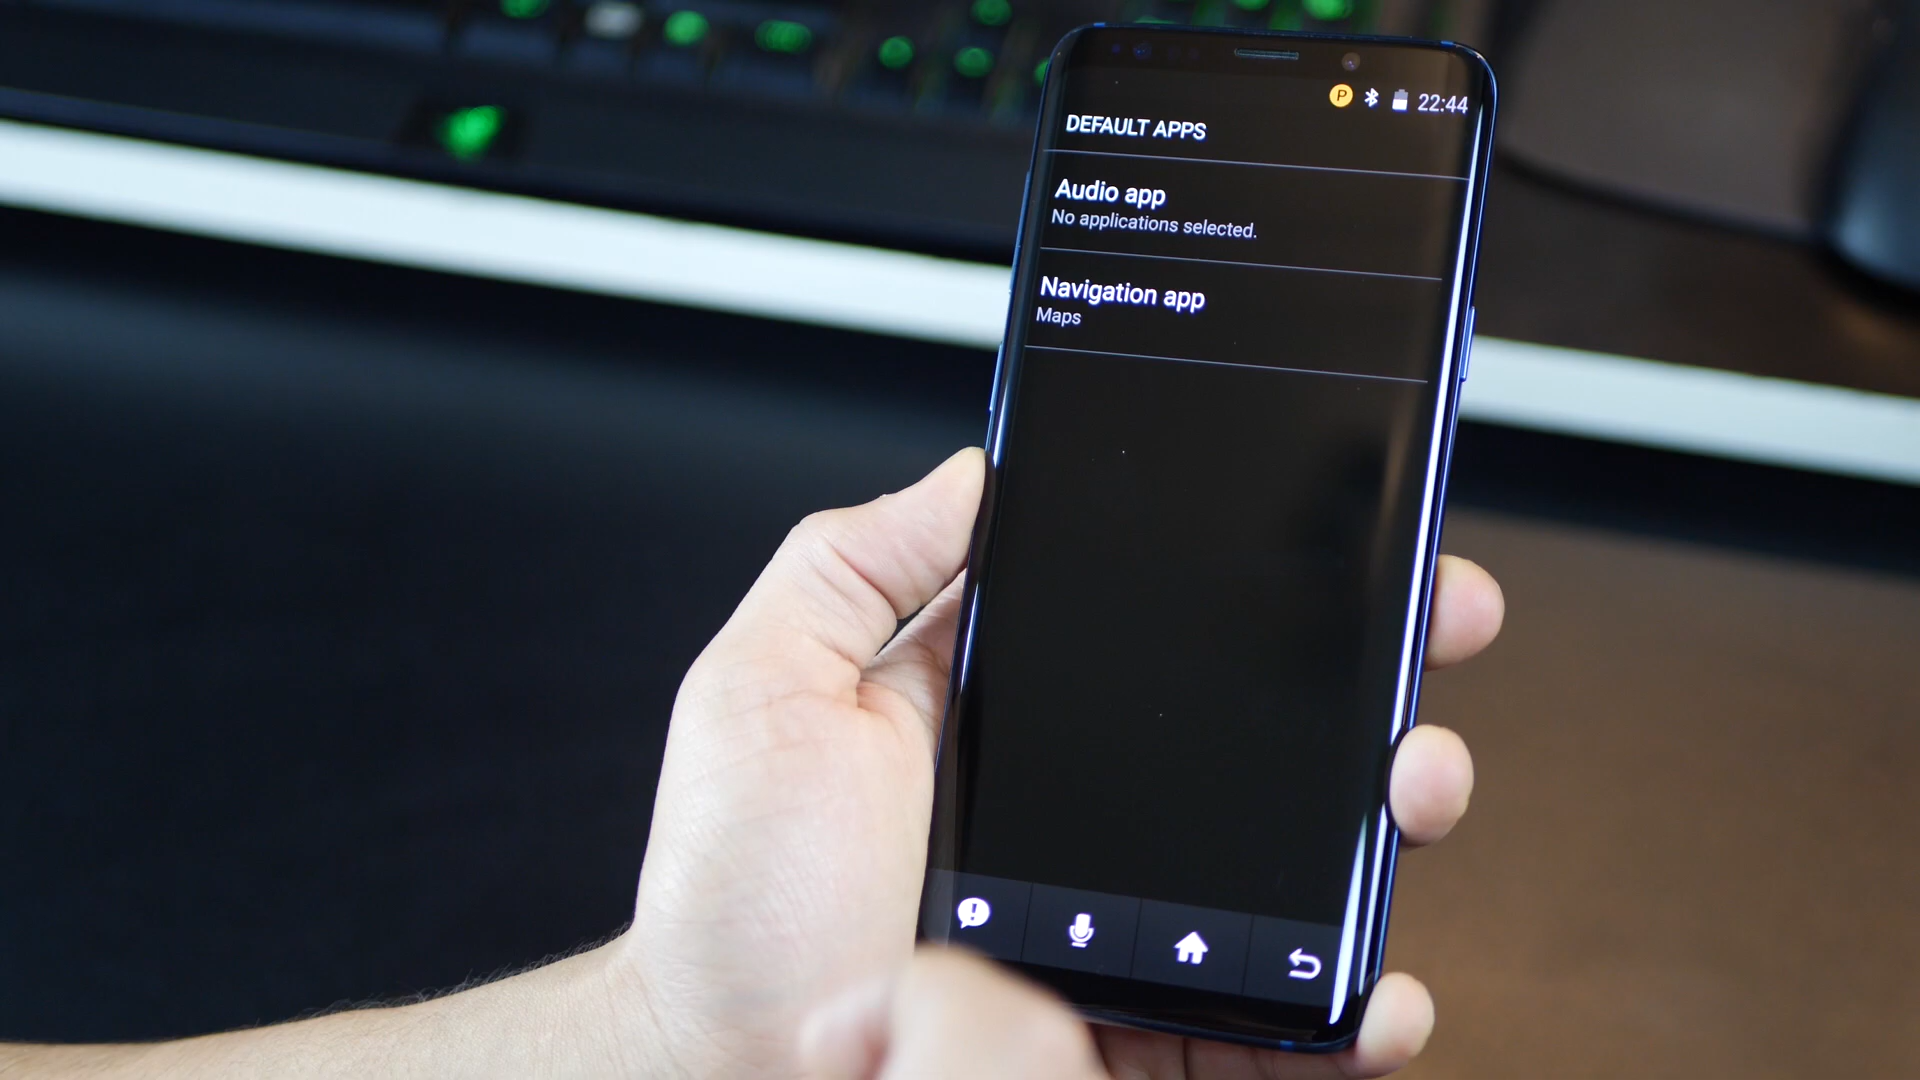 P 22:44
DEFAULT APPS
Audio app
No applications selected.
Navigation app
Maps